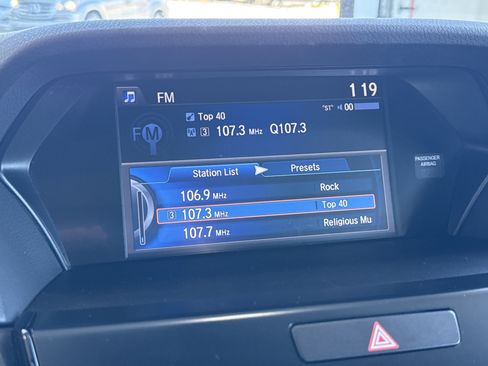 FM 1 19
Top 40 "ST" 00
FM 3 107.3 MHz Q107.3
Station List Presets
106.9 MHz Rock
3 107.3 MHz Top 40
107.7 MHz Religious Mu
PASSENGER
AIRBAG